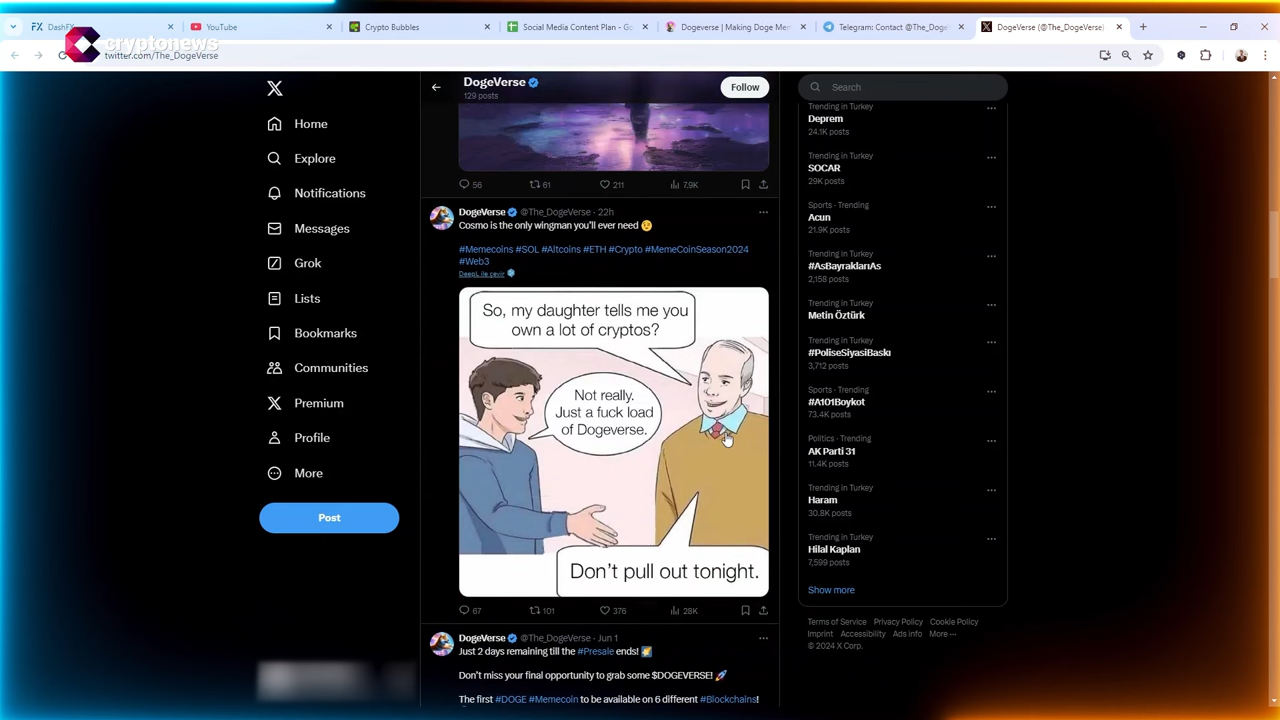 DashFX
YouTube
Crypto Bubbles
Social Media Content Plan - Go
Dogeverse | Making Doge Mem
Telegram: Contact @The_Doge
DogeVerse (@The_DogeVerse)
cryptonews
twitter.com/The_DogeVerse
Home
Explore
Notifications
Messages
Grok
Lists
Bookmarks
Communities
Premium
Profile
More
Post
DogeVerse
129 posts
Follow
56
61
211
7.9K
DogeVerse @The_DogeVerse · 22h
Cosmo is the only wingman you'll ever need
#Memecoins #SOL #Altcoins #ETH #Crypto #MemeCoinSeason2024
#Web3
DeepL ile çevir
So, my daughter tells me you
own a lot of cryptos?
Not really.
Just a fuck load
of Dogeverse.
Don't pull out tonight.
67
101
376
28K
DogeVerse @The_DogeVerse · Jun 1
Just 2 days remaining till the #Presale ends!
Don't miss your final opportunity to grab some $DOGEVERSE!
The first #DOGE #Memecoin to be available on 6 different #Blockchains!
Search
Trending in Turkey
Deprem
24.1K posts
Trending in Turkey
SOCAR
29K posts
Sports · Trending
Acun
21.9K posts
Trending in Turkey
#AsBayraklarıAs
2,158 posts
Trending in Turkey
Metin Öztürk
Trending in Turkey
#PoliseSiyasiBaskı
3,712 posts
Sports · Trending
#A101Boykot
73.4K posts
Politics · Trending
AK Parti 31
11.4K posts
Trending in Turkey
Haram
30.8K posts
Trending in Turkey
Hilal Kaplan
7,599 posts
Show more
Terms of Service Privacy Policy Cookie Policy
Imprint Accessibility Ads info More ···
© 2024 X Corp.